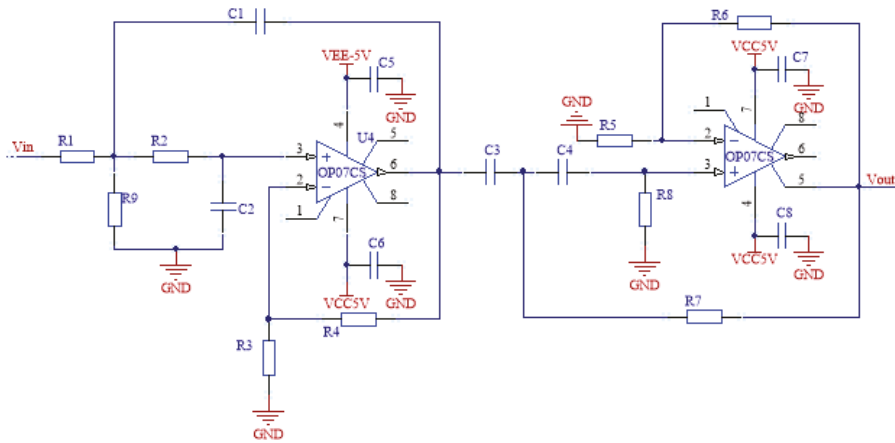 C1
R6
VEE-5V
VCC5V
C5
C7
GND
GND
GND
1
7
8
4
U4
5
Vin
R1
R2
R5
2
3
OP07CS
6
C3
C4
OP07CS
6
3
2
5
Vout
R9
C2
1
7
8
R8
4
C6
C8
GND
GND
GND
GND
VCC5V
VCC5V
R4
R7
R3
GND